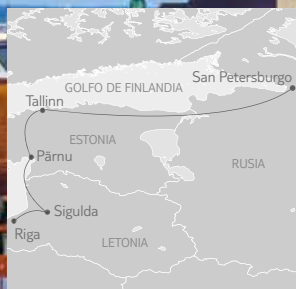 San Petersburgo
GOLFO DE FINLANDIA
Tallinn
ESTONIA
Pärnu
RUSIA
Sigulda
Riga
LETONIA